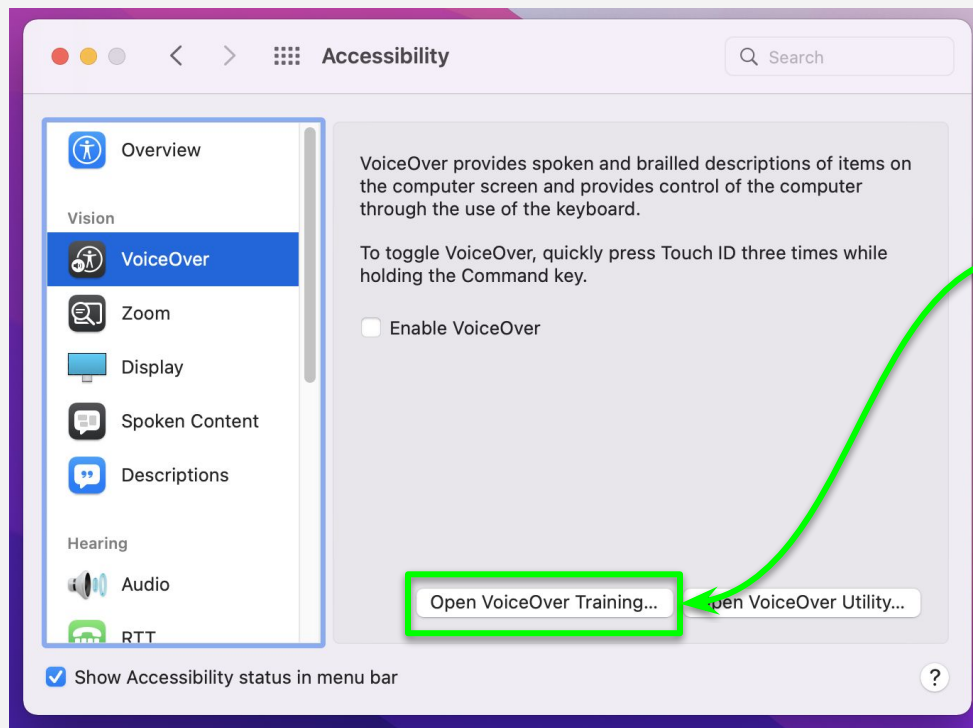 Accessibility
Search
Overview
Vision
VoiceOver
Zoom
Display
Spoken Content
Descriptions
Hearing
Audio
RTT
VoiceOver provides spoken and brailled descriptions of items on
the computer screen and provides control of the computer
through the use of the keyboard.
To toggle VoiceOver, quickly press Touch ID three times while
holding the Command key.
Enable VoiceOver
Open VoiceOver Training...
Open VoiceOver Utility...
Show Accessibility status in menu bar
?